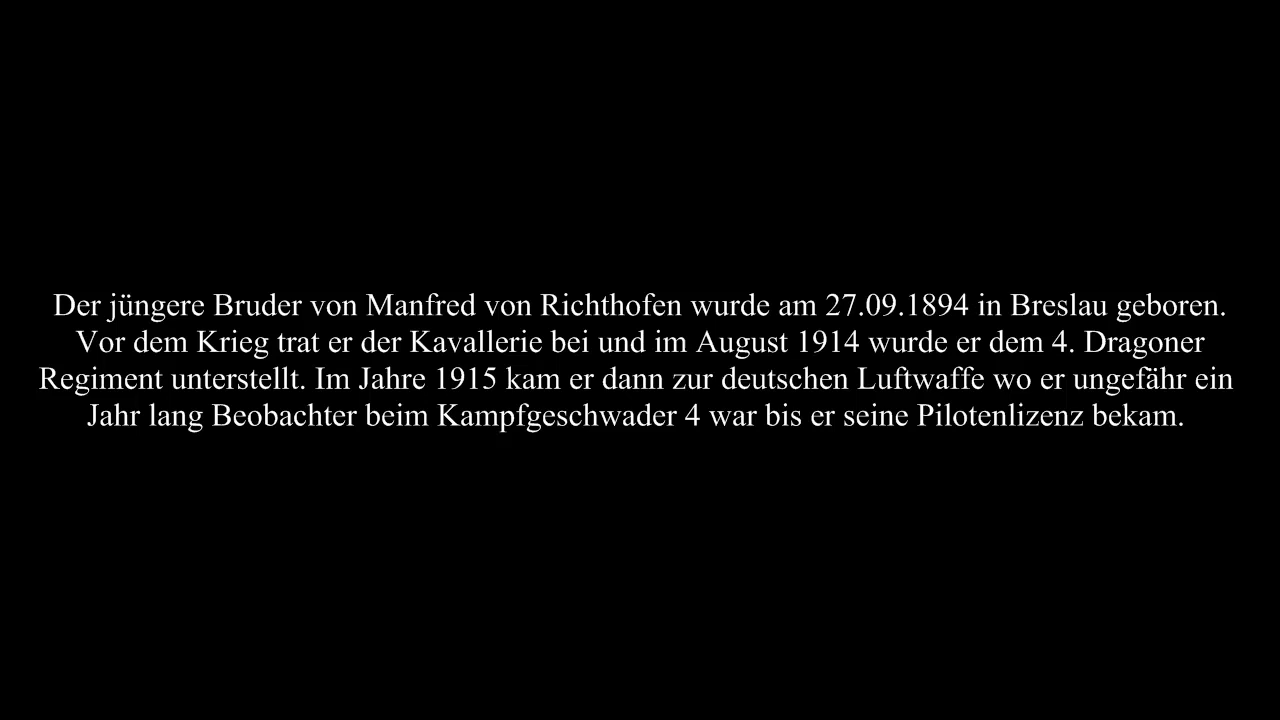 Der jüngere Bruder von Manfred von Richthofen wurde am 27.09.1894 in Breslau geboren.
Vor dem Krieg trat er der Kavallerie bei und im August 1914 wurde er dem 4. Dragoner
Regiment unterstellt. Im Jahre 1915 kam er dann zur deutschen Luftwaffe wo er ungefähr ein
Jahr lang Beobachter beim Kampfgeschwader 4 war bis er seine Pilotenlizenz bekam.